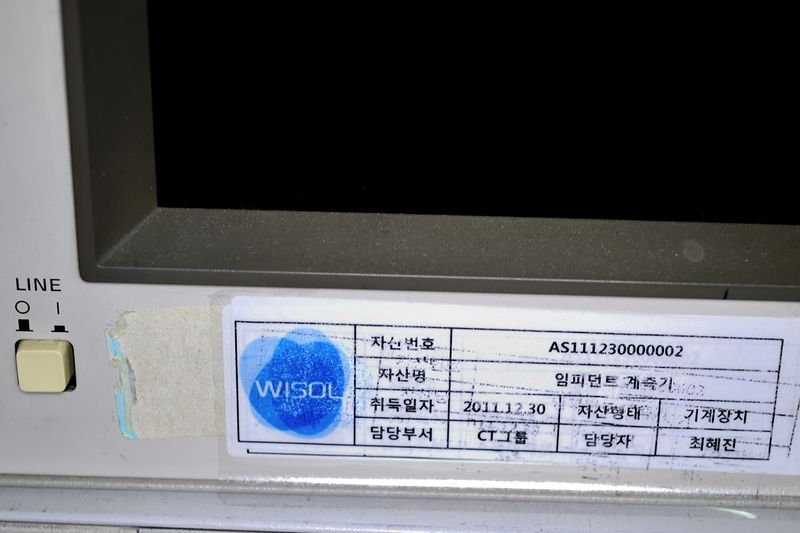 LINE
O I
WISOL
자산번호 AS111230000002
자산명 임피던트 계측기
취득일자 2011.12.30 자산형태 기계장치
담당부서 CT그룹 담당자 최혜진